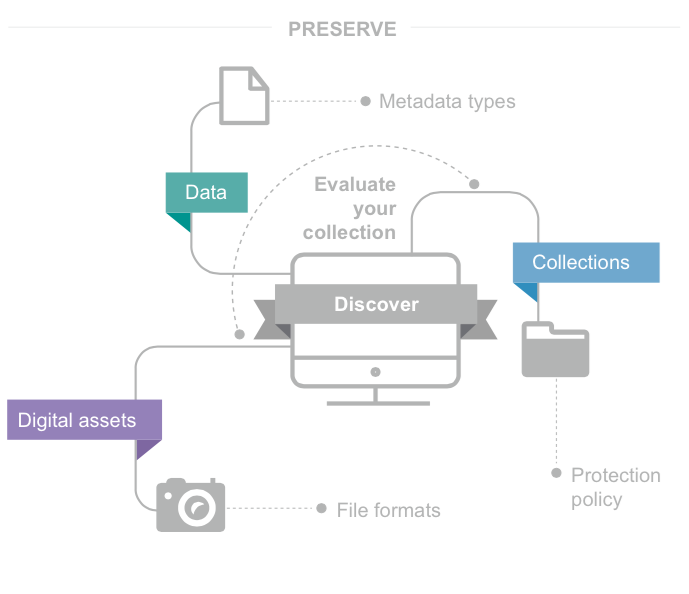 PRESERVE
Metadata types
Data
Evaluate
your
collection
Collections
Discover
Digital assets
Protection
policy
File formats